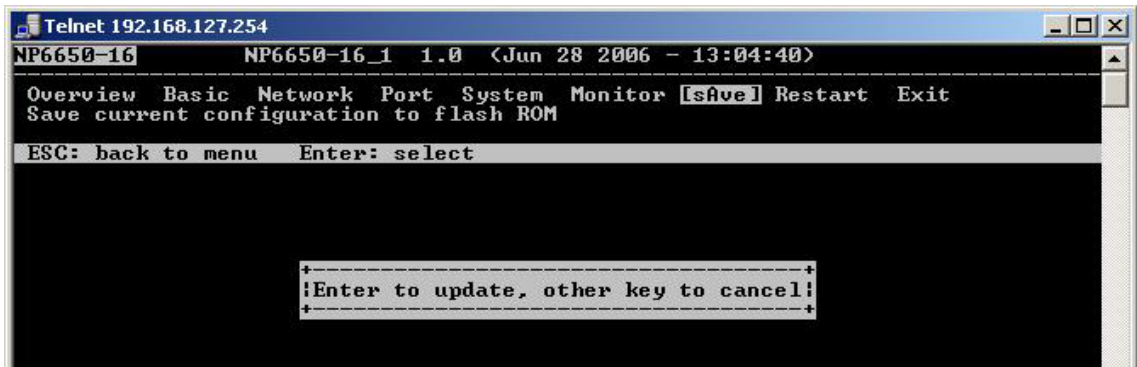 Telnet 192.168.127.254
NP6650-16 NP6650-16_1 1.0 (Jun 28 2006 - 13:04:40)
Overview Basic Network Port System Monitor [sAve] Restart Exit
Save current configuration to flash ROM
ESC: back to menu Enter: select
Enter to update, other key to cancel